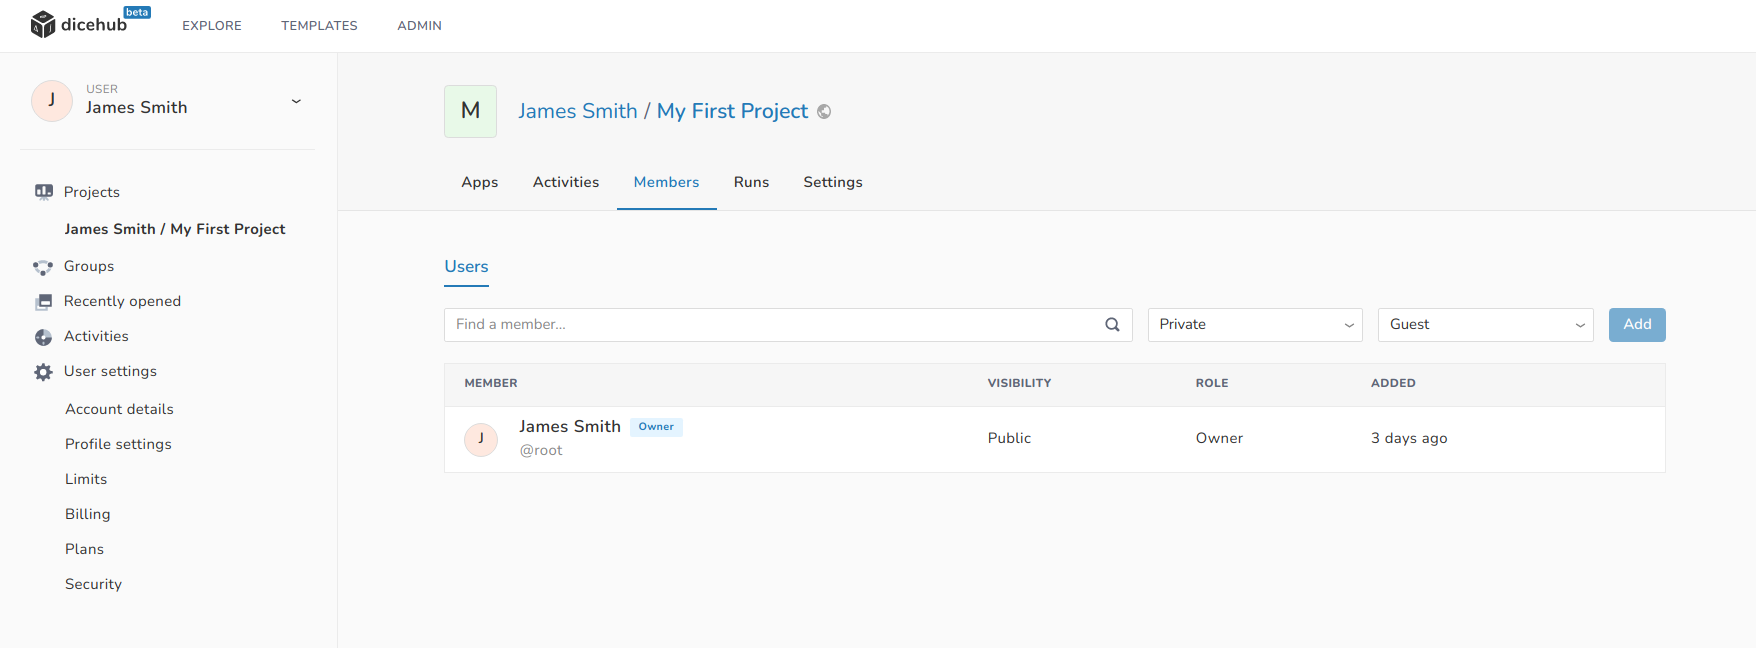 dicehub beta EXPLORE TEMPLATES ADMIN
J USER
James Smith
Projects
James Smith / My First Project
Groups
Recently opened
Activities
User settings
Account details
Profile settings
Limits
Billing
Plans
Security
M James Smith / My First Project
Apps Activities Members Runs Settings
Users
Find a member... Private Guest Add
MEMBER VISIBILITY ROLE ADDED
J James Smith Owner Public Owner 3 days ago
@root